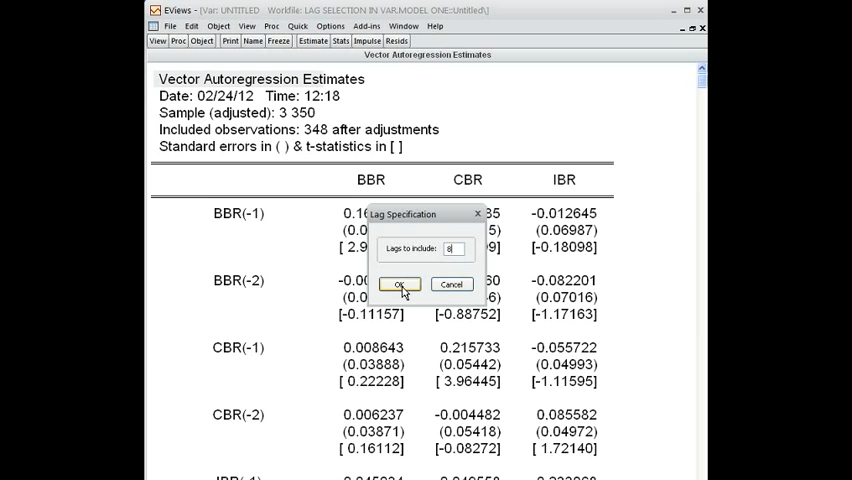 EViews - [Var: UNTITLED Workfile: LAG SELECTION IN VAR.MODEL ONE::Untitled\]
File Edit Object View Proc Quick Options Add-ins Window Help
View Proc Object Print Name Freeze Estimate Stats Impulse Resids
Vector Autoregression Estimates
Vector Autoregression Estimates
Date: 02/24/12 Time: 12:18
Sample (adjusted): 3 350
Included observations: 348 after adjustments
Standard errors in ( ) & t-statistics in [ ]
BBR CBR IBR
BBR(-1) -0.012645
(0.06987)
[-0.18098]
BBR(-2) -0.082201
(0.07016)
[-0.11157] [-0.88752] [-1.17163]
CBR(-1) 0.008643 0.215733 -0.055722
(0.03888) (0.05442) (0.04993)
[ 0.22228] [ 3.96445] [-1.11595]
CBR(-2) 0.006237 -0.004482 0.085582
(0.03871) (0.05418) (0.04972)
[ 0.16112] [-0.08272] [ 1.72140]
Lag Specification
Lags to include: 8
OK Cancel